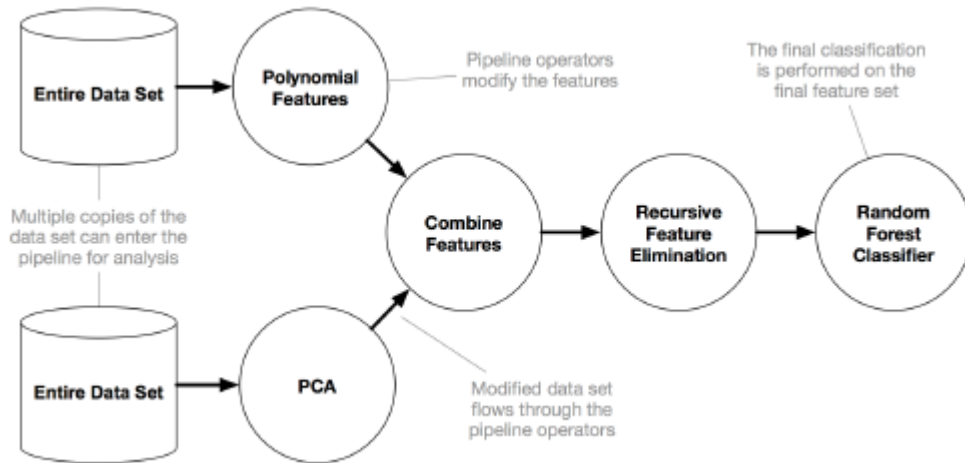 Entire Data Set
Polynomial
Features
Pipeline operators
modify the features
The final classification
is performed on the
final feature set
Multiple copies of the
data set can enter the
pipeline for analysis
Combine
Features
Recursive
Feature
Elimination
Random
Forest
Classifier
Entire Data Set
PCA
Modified data set
flows through the
pipeline operators